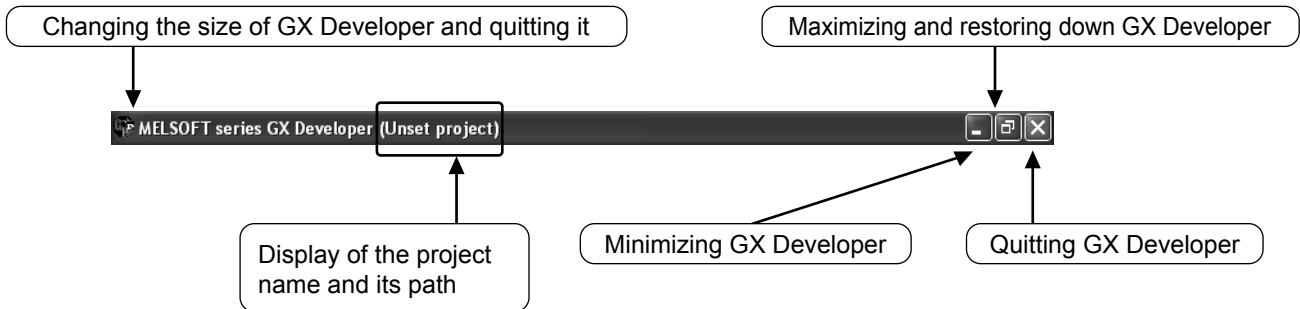 Changing the size of GX Developer and quitting it
Maximizing and restoring down GX Developer
MELSOFT series GX Developer (Unset project)
Display of the project
name and its path
Minimizing GX Developer
Quitting GX Developer